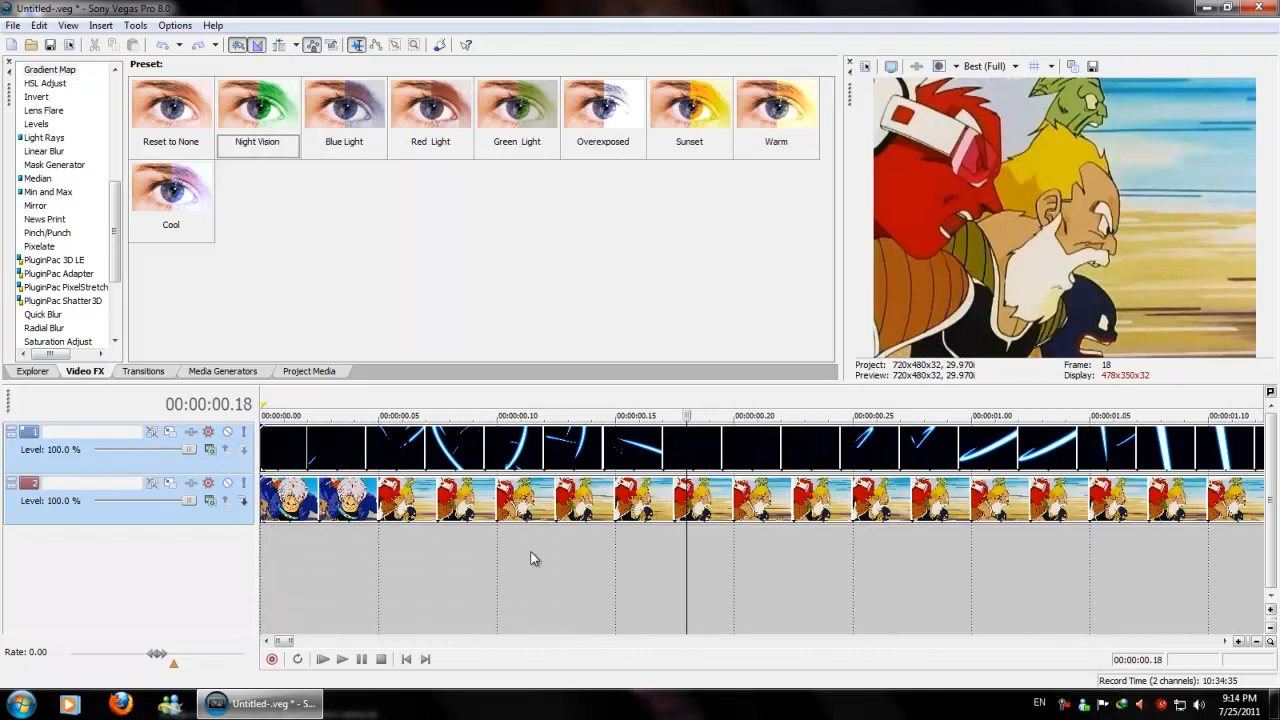 Untitled-.veg * - Sony Vegas Pro 8.0
File Edit View Insert Tools Options Help
Gradient Map
HSL Adjust
Invert
Lens Flare
Levels
Light Rays
Linear Blur
Mask Generator
Median
Min and Max
Mirror
News Print
Pinch/Punch
Pixelate
PluginPac 3D LE
PluginPac Adapter
PluginPac PixelStretch
PluginPac Shatter3D
Quick Blur
Radial Blur
Saturation Adjust
Preset:
Reset to None Night Vision Blue Light Red Light Green Light Overexposed Sunset Warm
Cool
Best (Full)
Project: 720x480x32, 29.970i Frame: 18
Preview: 720x480x32, 29.970i Display: 478x350x32
Explorer Video FX Transitions Media Generators Project Media
00:00:00.18
00:00:00.00 00:00:00.05 00:00:00.10 00:00:00.15 00:00:00.20 00:00:00.25 00:00:01.00 00:00:01.05 00:00:01.10
1
Level: 100.0 %
2
Level: 100.0 %
Rate: 0.00
00:00:00.18
Record Time (2 channels): 10:34:35
Untitled-.veg * - S...
EN
9:14 PM
7/25/2011